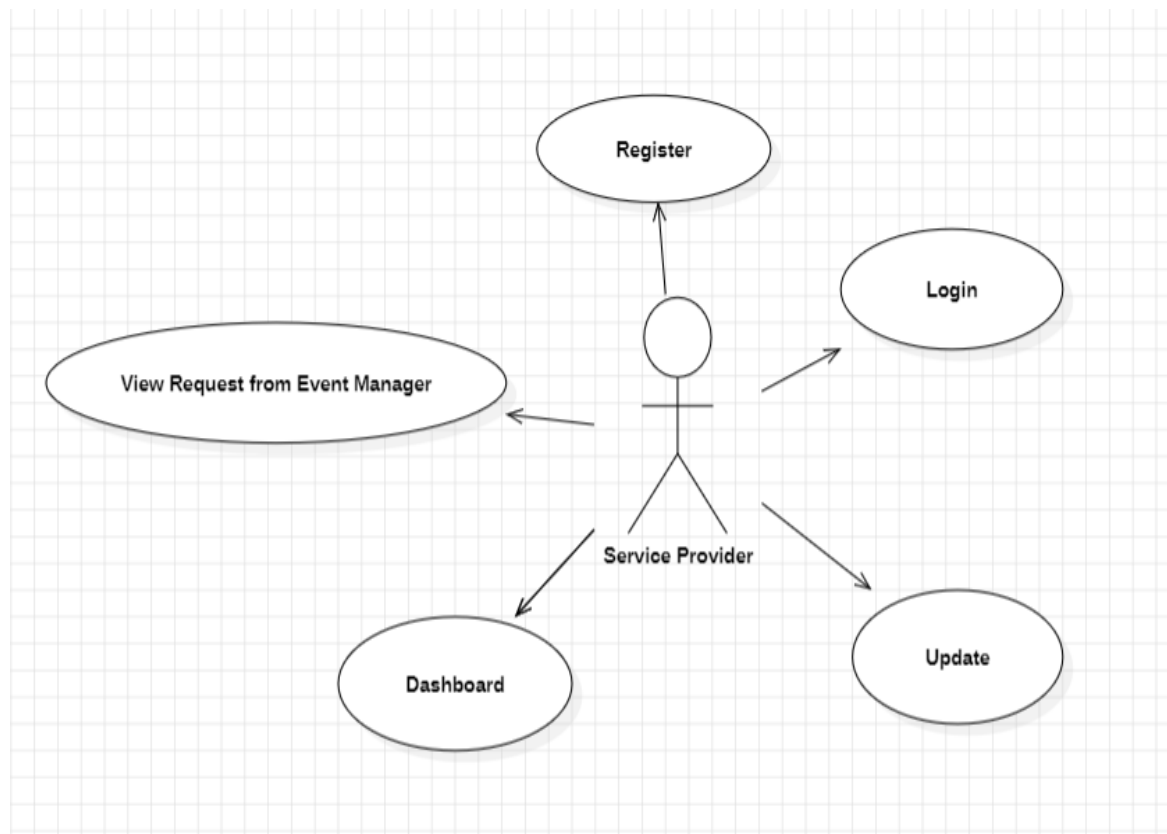 Register
Login
View Request from Event Manager
Service Provider
Update
Dashboard